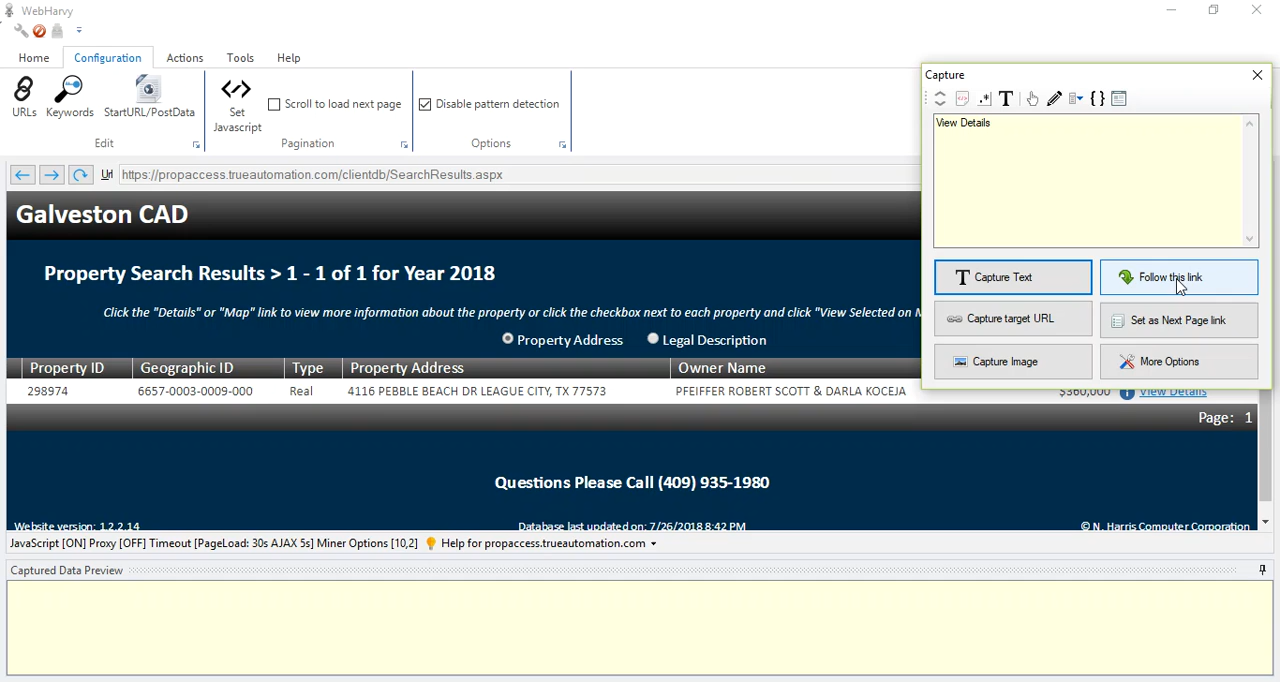 WebHarvy
Home Configuration Actions Tools Help
URLs Keywords StartURL/PostData
Set Javascript
Scroll to load next page
Disable pattern detection
Edit Pagination Options
Url https://propaccess.trueautomation.com/clientdb/SearchResults.aspx
Galveston CAD
Property Search Results > 1 - 1 of 1 for Year 2018
Click the "Details" or "Map" link to view more information about the property or click the checkbox next to each property and click "View Selected on M
Property Address Legal Description
Property ID Geographic ID Type Property Address Owner Name
298974 6657-0003-0009-000 Real 4116 PEBBLE BEACH DR LEAGUE CITY, TX 77573 PFEIFFER ROBERT SCOTT & DARLA KOCEJA $360,000 View Details
Page: 1
Questions Please Call (409) 935-1980
Website version: 1.2.2.14 Database last updated on: 7/26/2018 8:42 PM © N. Harris Computer Corporation
JavaScript [ON] Proxy [OFF] Timeout [PageLoad: 30s AJAX 5s] Miner Options [10,2] Help for propaccess.trueautomation.com
Captured Data Preview
Capture
View Details
Capture Text Follow this link
Capture target URL Set as Next Page link
Capture Image More Options